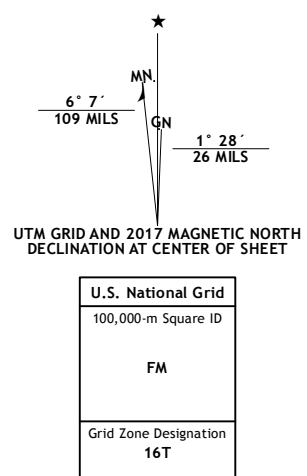 ★
MN.
6° 7´
109 MILS
GN
1° 28´
26 MILS
UTM GRID AND 2017 MAGNETIC NORTH
DECLINATION AT CENTER OF SHEET
U.S. National Grid
100,000-m Square ID
FM
Grid Zone Designation
16T